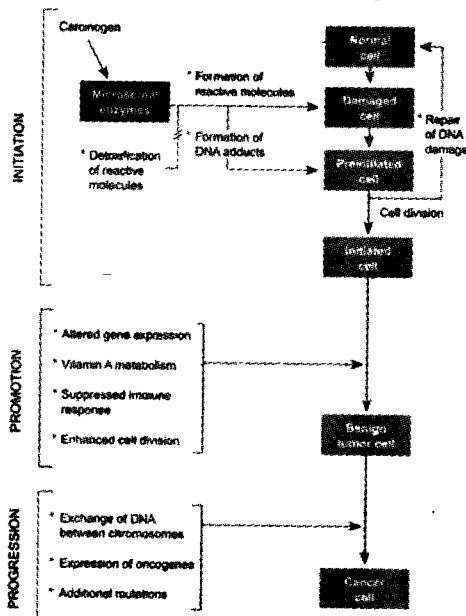 Carcinogen
Normal
cell
Microsomal
enzymes
* Formation of
reactive molecules
Damaged
cell
* Repair
of DNA
damage
* Formation of
DNA adducts
* Detoxification
of reactive
molecules
Preinitiated
cell
Cell division
Initiated
cell
INITIATION
* Altered gene expression
* Vitamin A metabolism
* Suppressed immune
response
* Enhanced cell division
Benign
tumor cell
PROMOTION
* Exchange of DNA
between chromosomes
* Expression of oncogenes
* Additional mutations
Cancer
cell
PROGRESSION